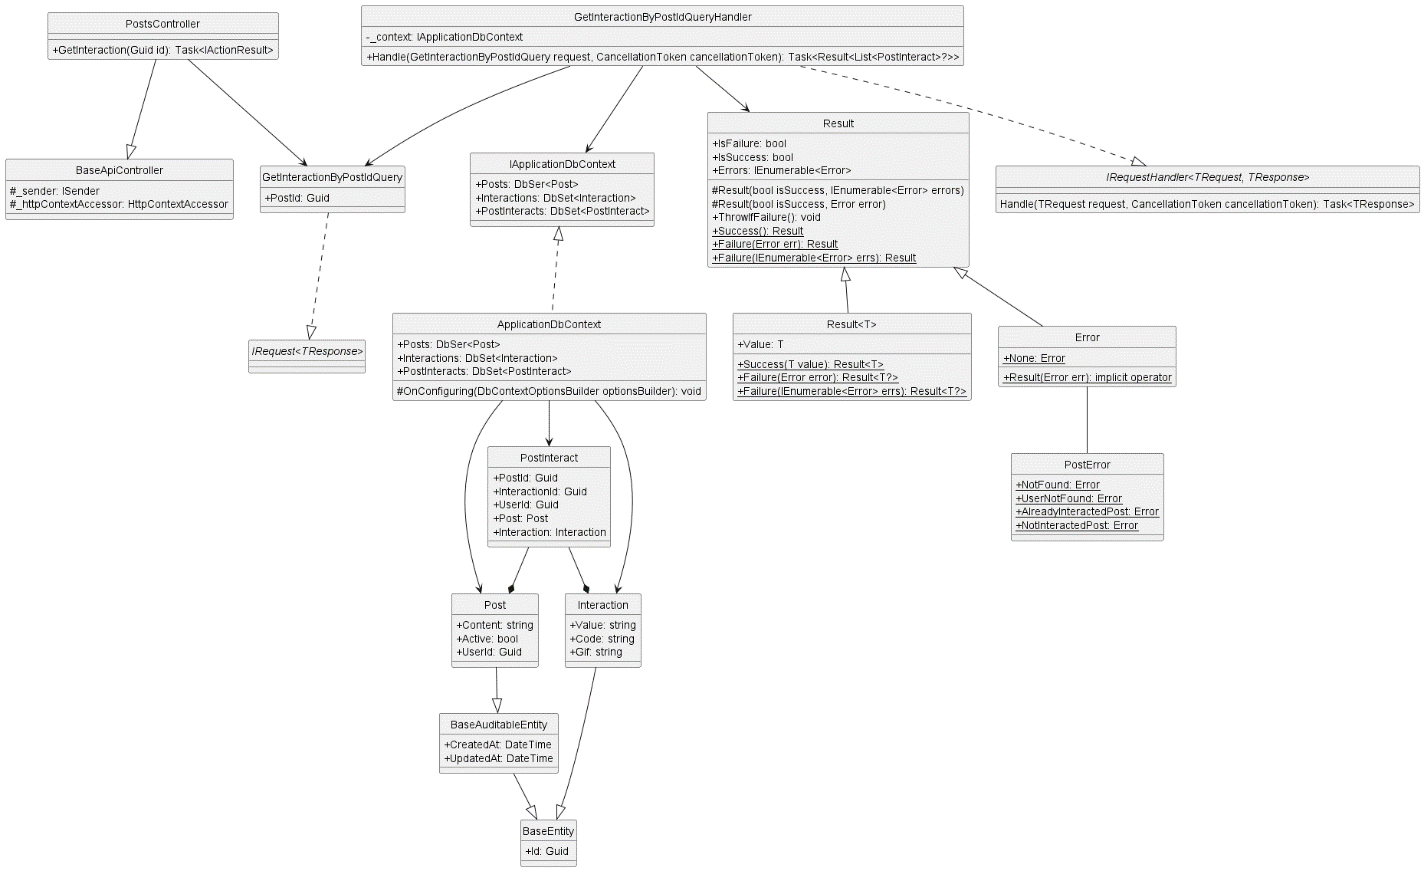 PostsController
+GetInteraction(Guid id): Task<IActionResult>
GetInteractionByPostIdQueryHandler
-_context: IApplicationDbContext
+Handle(GetInteractionByPostIdQuery request, CancellationToken cancellationToken): Task<Result<List<PostInteract>?>>
BaseApiController
#_sender: ISender
#_httpContextAccessor: HttpContextAccessor
GetInteractionByPostIdQuery
+PostId: Guid
IApplicationDbContext
+Posts: DbSer<Post>
+Interactions: DbSet<Interaction>
+PostInteracts: DbSet<PostInteract>
Result
+IsFailure: bool
+IsSuccess: bool
+Errors: IEnumerable<Error>
#Result(bool isSuccess, IEnumerable<Error> errors)
#Result(bool isSuccess, Error error)
+ThrowIfFailure(): void
+Success(): Result
+Failure(Error err): Result
+Failure(IEnumerable<Error> errs): Result
IRequestHandler<TRequest, TResponse>
Handle(TRequest request, CancellationToken cancellationToken): Task<TResponse>
IRequest<TResponse>
ApplicationDbContext
+Posts: DbSer<Post>
+Interactions: DbSet<Interaction>
+PostInteracts: DbSet<PostInteract>
#OnConfiguring(DbContextOptionsBuilder optionsBuilder): void
Result<T>
+Value: T
+Success(T value): Result<T>
+Failure(Error error): Result<T?>
+Failure(IEnumerable<Error> errs): Result<T?>
Error
+None: Error
+Result(Error err): implicit operator
PostInteract
+PostId: Guid
+InteractionId: Guid
+UserId: Guid
+Post: Post
+Interaction: Interaction
PostError
+NotFound: Error
+UserNotFound: Error
+AlreadyInteractedPost: Error
+NotInteractedPost: Error
Post
+Content: string
+Active: bool
+UserId: Guid
Interaction
+Value: string
+Code: string
+Gif: string
BaseAuditableEntity
+CreatedAt: DateTime
+UpdatedAt: DateTime
BaseEntity
+Id: Guid